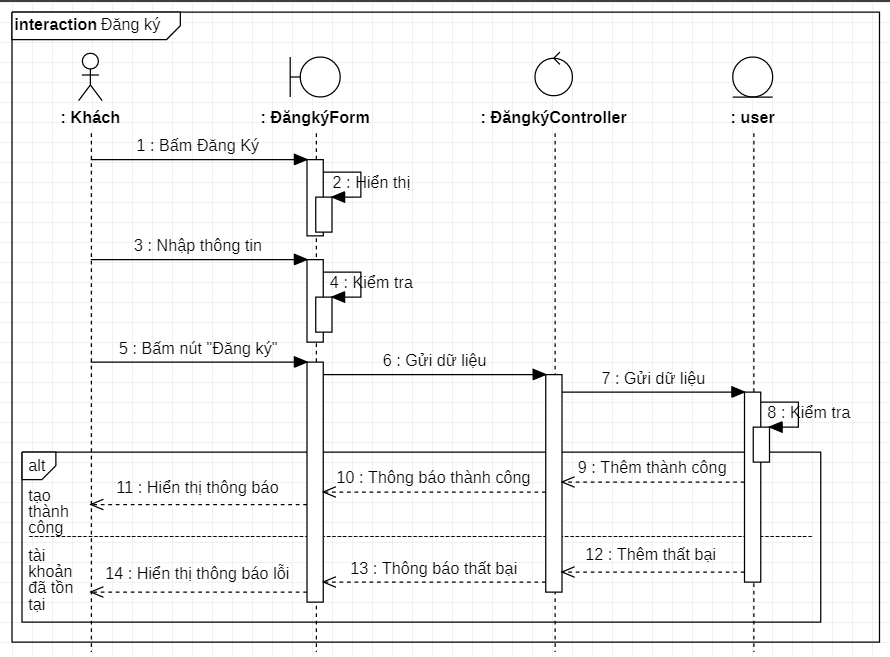 interaction Đăng ký
: Khách
: ĐăngkýForm
: ĐăngkýController
: user
1 : Bấm Đăng Ký
2 : Hiển thị
3 : Nhập thông tin
4 : Kiểm tra
5 : Bấm nút "Đăng ký"
6 : Gửi dữ liệu
7 : Gửi dữ liệu
8 : Kiểm tra
alt
tạo
thành
công
9 : Thêm thành công
10 : Thông báo thành công
11 : Hiển thị thông báo
tài
khoản
đã tồn
tại
12 : Thêm thất bại
13 : Thông báo thất bại
14 : Hiển thị thông báo lỗi